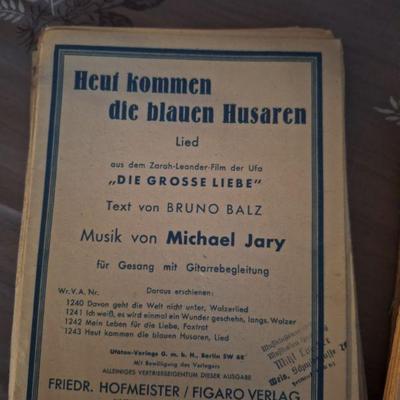 Heut kommen
die blauen Husaren
Lied
aus dem Zarah-Leander-Film der Ufa
„DIE GROSSE LIEBE"
Text von BRUNO BALZ
Musik von Michael Jary
für Gesang mit Gitarrebegleitung
Wr. V. A. Nr. Daraus erschienen:
1240 Davon geht die Welt nicht unter, Walzerlied
1241 Ich weiß, es wird einmal ein Wunder geschehn, langs. Walzer
1242 Mein Leben für die Liebe, Foxtrot
1243 Heut kommen die blauen Husaren, Lied
Ufaton-Verlags G. m. b. H., Berlin SW 68
Mit Bewilligung des Verlages
ALLEINIGES VERTRIEBSEIGENTUM DIESER AUSGABE
FRIEDR. HOFMEISTER / FIGARO VERLAG